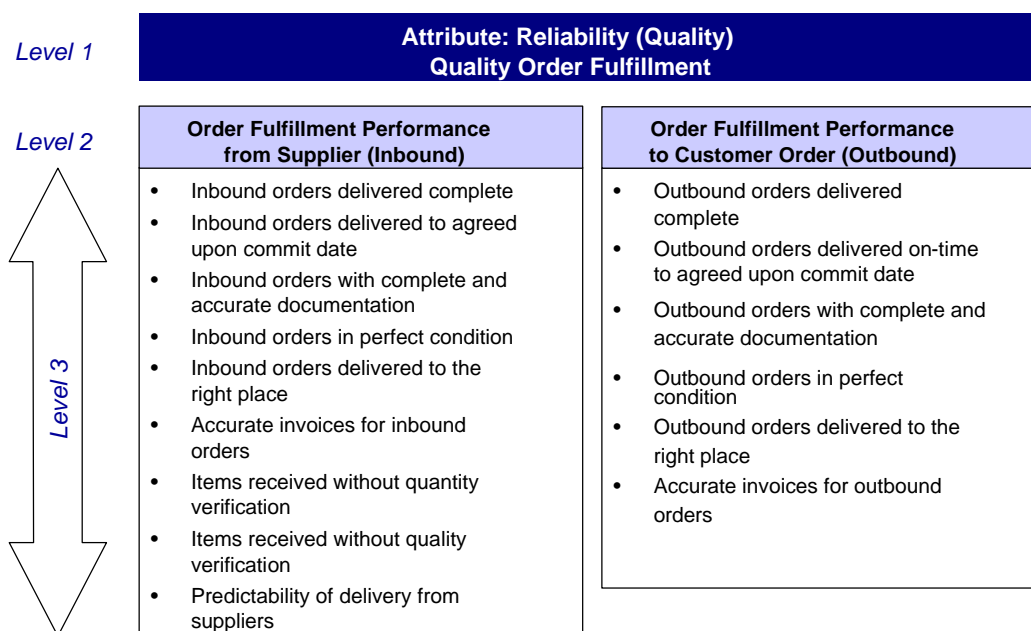 Level 1
Attribute: Reliability (Quality)
Quality Order Fulfillment
Level 2
Order Fulfillment Performance
from Supplier (Inbound)
• Inbound orders delivered complete
• Inbound orders delivered to agreed
upon commit date
• Inbound orders with complete and
accurate documentation
• Inbound orders in perfect condition
• Inbound orders delivered to the
right place
• Accurate invoices for inbound
orders
• Items received without quantity
verification
• Items received without quality
verification
• Predictability of delivery from
suppliers
Order Fulfillment Performance
to Customer Order (Outbound)
• Outbound orders delivered
complete
• Outbound orders delivered on-time
to agreed upon commit date
• Outbound orders with complete and
accurate documentation
• Outbound orders in perfect
condition
• Outbound orders delivered to the
right place
• Accurate invoices for outbound
orders
Level 3